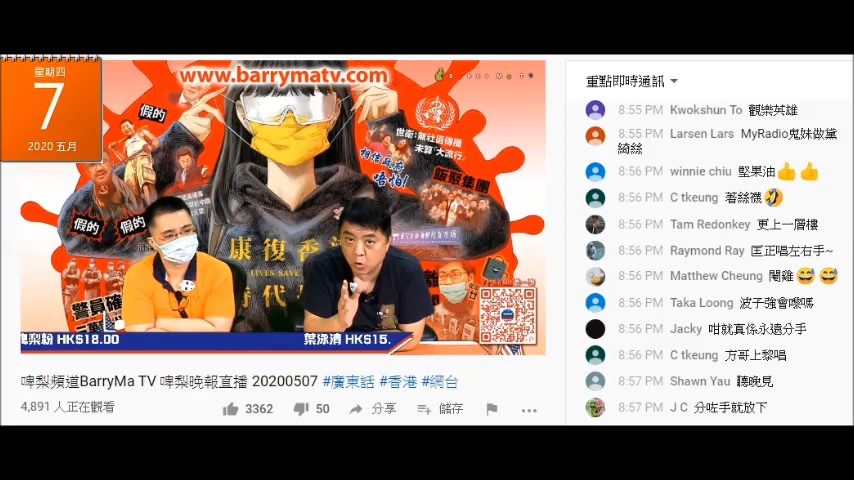 星期四
7
2020 五月
www.barrymatv.com
假的
世衛:無社區傳播
未算「大流行」
相信政府
唔怕!
飯聚集團
假的
假的
康復香
LIVES SAVE
時代
警員確
葉泳清 HK$15.
梨粉 HK$18.00
啤梨頻道BarryMa TV 啤梨晚報直播 20200507 #廣東話 #香港 #網台
4,891 人正在觀看
3362
50
分享
儲存
重點即時通訊
8:55 PM Kwokshun To 觀樂英雄
8:55 PM Larsen Lars MyRadio鬼妹做黨
綺絲
8:56 PM winnie chiu 堅果油👍👍
8:56 PM C tkeung 著絲襪🤣
8:56 PM Tam Redonkey 更上一層樓
8:56 PM Raymond Ray 匡正唱左右手~
8:56 PM Matthew Cheung 閹雞😅😅
8:56 PM Taka Loong 波子強會嚟嗎
8:56 PM Jacky 咁就真係永遠分手
8:56 PM C tkeung 方哥上黎唱
8:57 PM Shawn Yau 聽晚見
8:57 PM J C 分咗手就放下